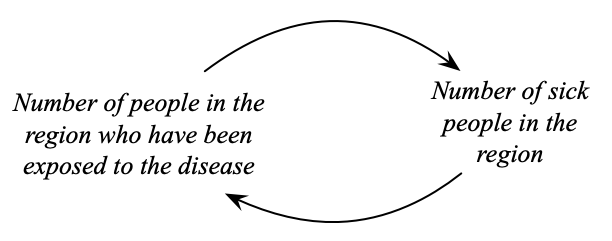 Number of people in the
region who have been
exposed to the disease
Number of sick
people in the
region